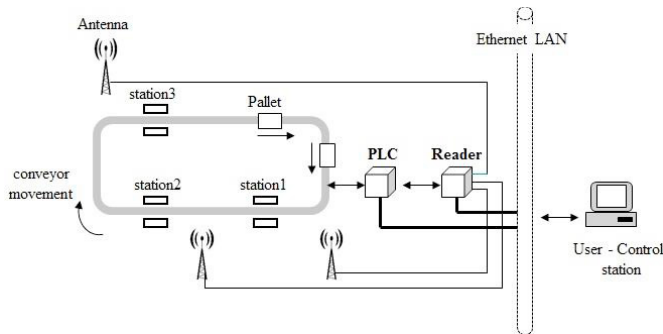 Antenna
Ethernet LAN
station3
Pallet
PLC
Reader
conveyor
movement
station2
station1
User - Control
station